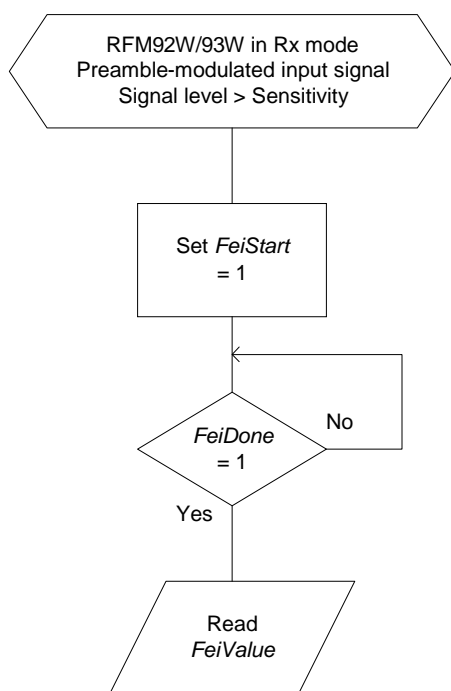 RFM92W/93W in Rx mode
Preamble-modulated input signal
Signal level > Sensitivity
Set FeiStart
= 1
FeiDone
= 1
No
Yes
Read
FeiValue